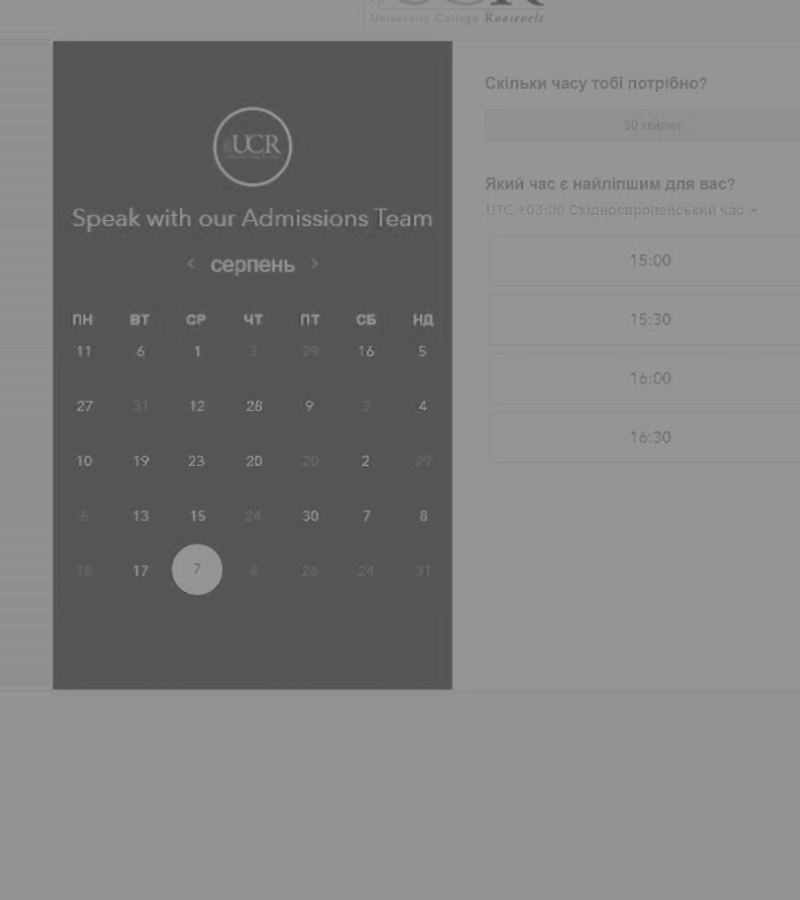 UCR
University College Roosevelt
UCR
Speak with our Admissions Team
< серпень >
ПН ВТ СР ЧТ ПТ СБ НД
11 6 1 3 29 16 5
27 31 12 28 9 3 4
10 19 23 20 20 2 29
6 13 15 24 30 7 8
18 17 7 4 26 24 31
Скільки часу тобі потрібно?
30 хвилин
Який час є найліпшим для вас?
UTC +03:00 Східноєвропейський час
15:00
15:30
16:00
16:30